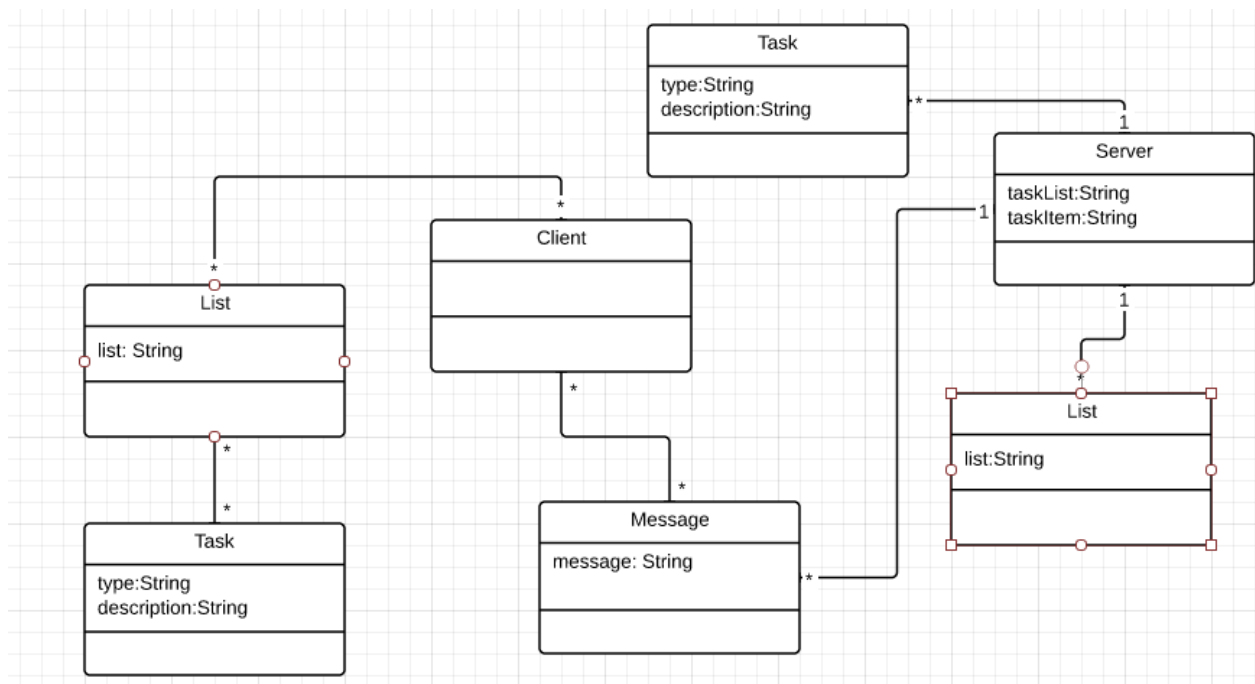 Task
type:String
description:String
*
1
Server
taskList:String
taskItem:String
1
1
*
*
Client
*
List
list: String
*
*
Task
type:String
description:String
*
*
Message
message: String
*
*
List
list:String